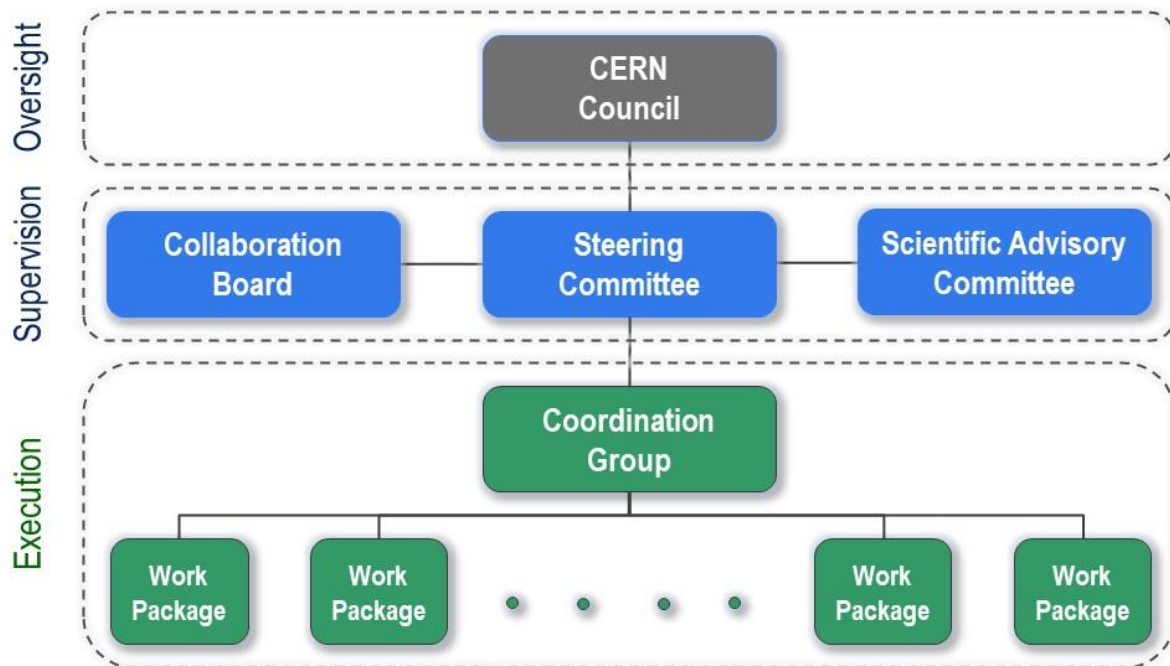 Oversight
CERN
Council
Supervision
Collaboration
Board
Steering
Committee
Scientific Advisory
Committee
Execution
Coordination
Group
Work
Package
Work
Package
Work
Package
Work
Package